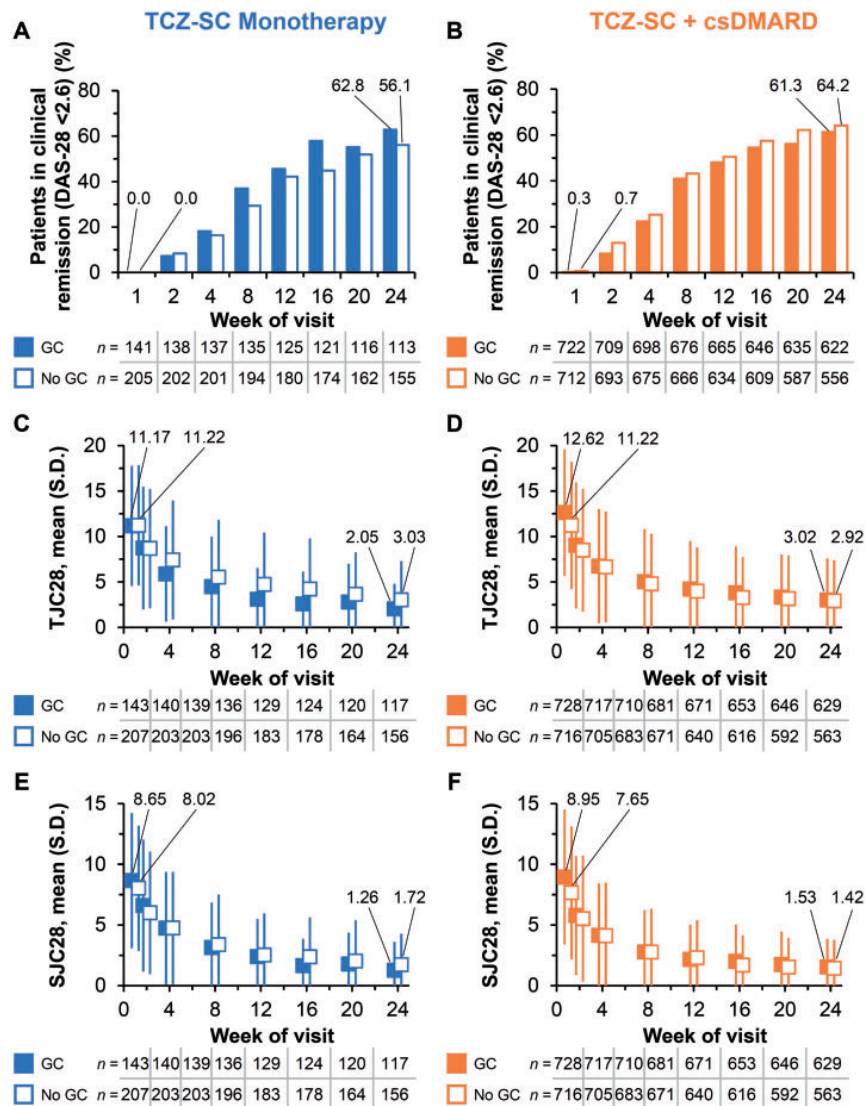 TCZ-SC Monotherapy
A
Patients in clinical
remission (DAS-28 <2.6) (%)
80
60
40
20
0
0.0 0.0
62.8 56.1
1 2 4 8 12 16 20 24
Week of visit
GC n = 141 138 137 135 125 121 116 113
No GC n = 205 202 201 194 180 174 162 155
TCZ-SC + csDMARD
B
Patients in clinical
remission (DAS-28 <2.6) (%)
80
60
40
20
0
0.3 0.7
61.3 64.2
1 2 4 8 12 16 20 24
Week of visit
GC n = 722 709 698 676 665 646 635 622
No GC n = 712 693 675 666 634 609 587 556
C
TJC28, mean (S.D.)
20
15
10
5
0
11.17 11.22
2.05 3.03
0 4 8 12 16 20 24
Week of visit
GC n = 143 140 139 136 129 124 120 117
No GC n = 207 203 203 196 183 178 164 156
D
TJC28, mean (S.D.)
20
15
10
5
0
12.62 11.22
3.02 2.92
0 4 8 12 16 20 24
Week of visit
GC n = 728 717 710 681 671 653 646 629
No GC n = 716 705 683 671 640 616 592 563
E
SJC28, mean (S.D.)
15
10
5
0
8.65 8.02
1.26 1.72
0 4 8 12 16 20 24
Week of visit
GC n = 143 140 139 136 129 124 120 117
No GC n = 207 203 203 196 183 178 164 156
F
SJC28, mean (S.D.)
15
10
5
0
8.95 7.65
1.53 1.42
0 4 8 12 16 20 24
Week of visit
GC n = 728 717 710 681 671 653 646 629
No GC n = 716 705 683 671 640 616 592 563